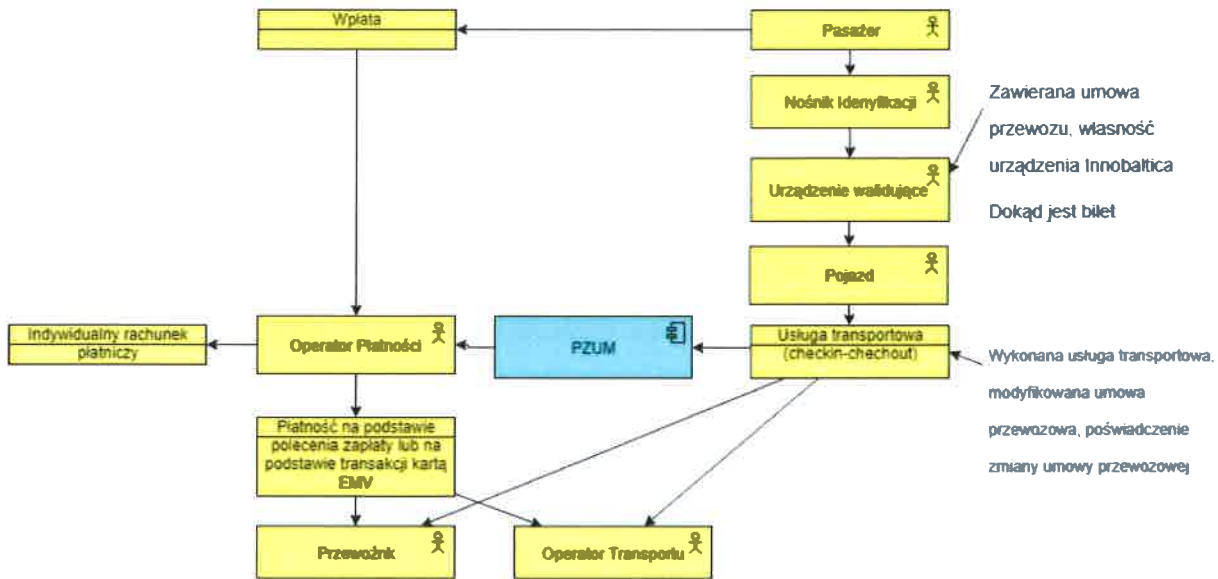 Wpłata
Pasażer
Nośnik Idenyfikacji
Zawierana umowa
przewozu, własność
urządzenia Innobaltica
Dokąd jest bilet
Urządzenie walidujące
Pojazd
Indywidualny rachunek
płatniczy
Operator Płatności
PZUM
Usługa transportowa
(checkin-chechout)
Wykonana usługa transportowa,
modyfikowana umowa
przewozowa, poświadczenie
zmiany umowy przewozowej
Płatność na podstawie
polecenia zapłaty lub na
podstawie transakcji kartą
EMV
Przewoźnk
Operator Transportu